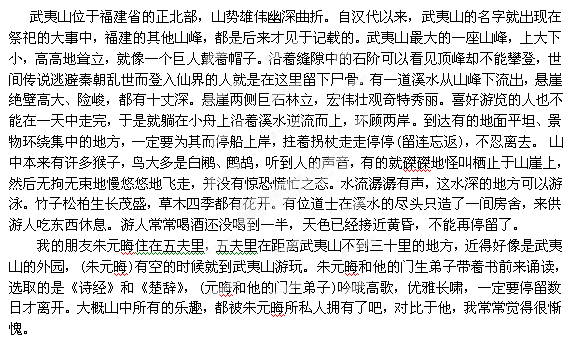 武夷山位于福建省的正北部，山势雄伟幽深曲折。自汉代以来，武夷山的名字就出现在
祭祀的大事中，福建的其他山峰，都是后来才见于记载的。武夷山最大的一座山峰，上大下
小，高高地耸立，就像一个巨人戴着帽子。沿着缝隙中的石阶可以看见顶峰却不能攀登，世
间传说逃避秦朝乱世而登入仙界的人就是在这里留下尸骨。有一道溪水从山峰下流出，悬崖
绝壁高大、险峻，都有十丈深。悬崖两侧巨石林立，宏伟壮观奇特秀丽。喜好游览的人也不
能在一天中走完，于是就躺在小舟上沿着溪水逆流而上，环顾两岸。到达有的地面平坦、景
物环绕集中的地方，一定要为其而停船上岸，拄着拐杖走走停停(留连忘返)，不忍离去。 山
中本来有许多猴子，鸟大多是白鹇、鹧鸪，听到人的声音，有的就磔磔地怪叫栖止于山崖上，
然后无拘无束地慢悠悠地飞走，并没有惊恐慌忙之态。水流潺潺有声，这水深的地方可以游
泳。竹子松柏生长茂盛，草木四季都有花开。有位道士在溪水的尽头只造了一间房舍，来供
游人吃东西休息。游人常常喝酒还没喝到一半，天色已经接近黄昏，不能再停留了。
我的朋友朱元晦住在五夫里，五夫里在距离武夷山不到三十里的地方，近得好像是武夷
山的外园，(朱元晦)有空的时候就到武夷山游玩。朱元晦和他的门生弟子带着书前来诵读，
选取的是《诗经》和《楚辞》，(元晦和他的门生弟子)吟哦高歌，优雅长啸，一定要停留数
日才离开。大概山中所有的乐趣，都被朱元晦所私人拥有了吧，对比于他，我常常觉得很惭
愧。